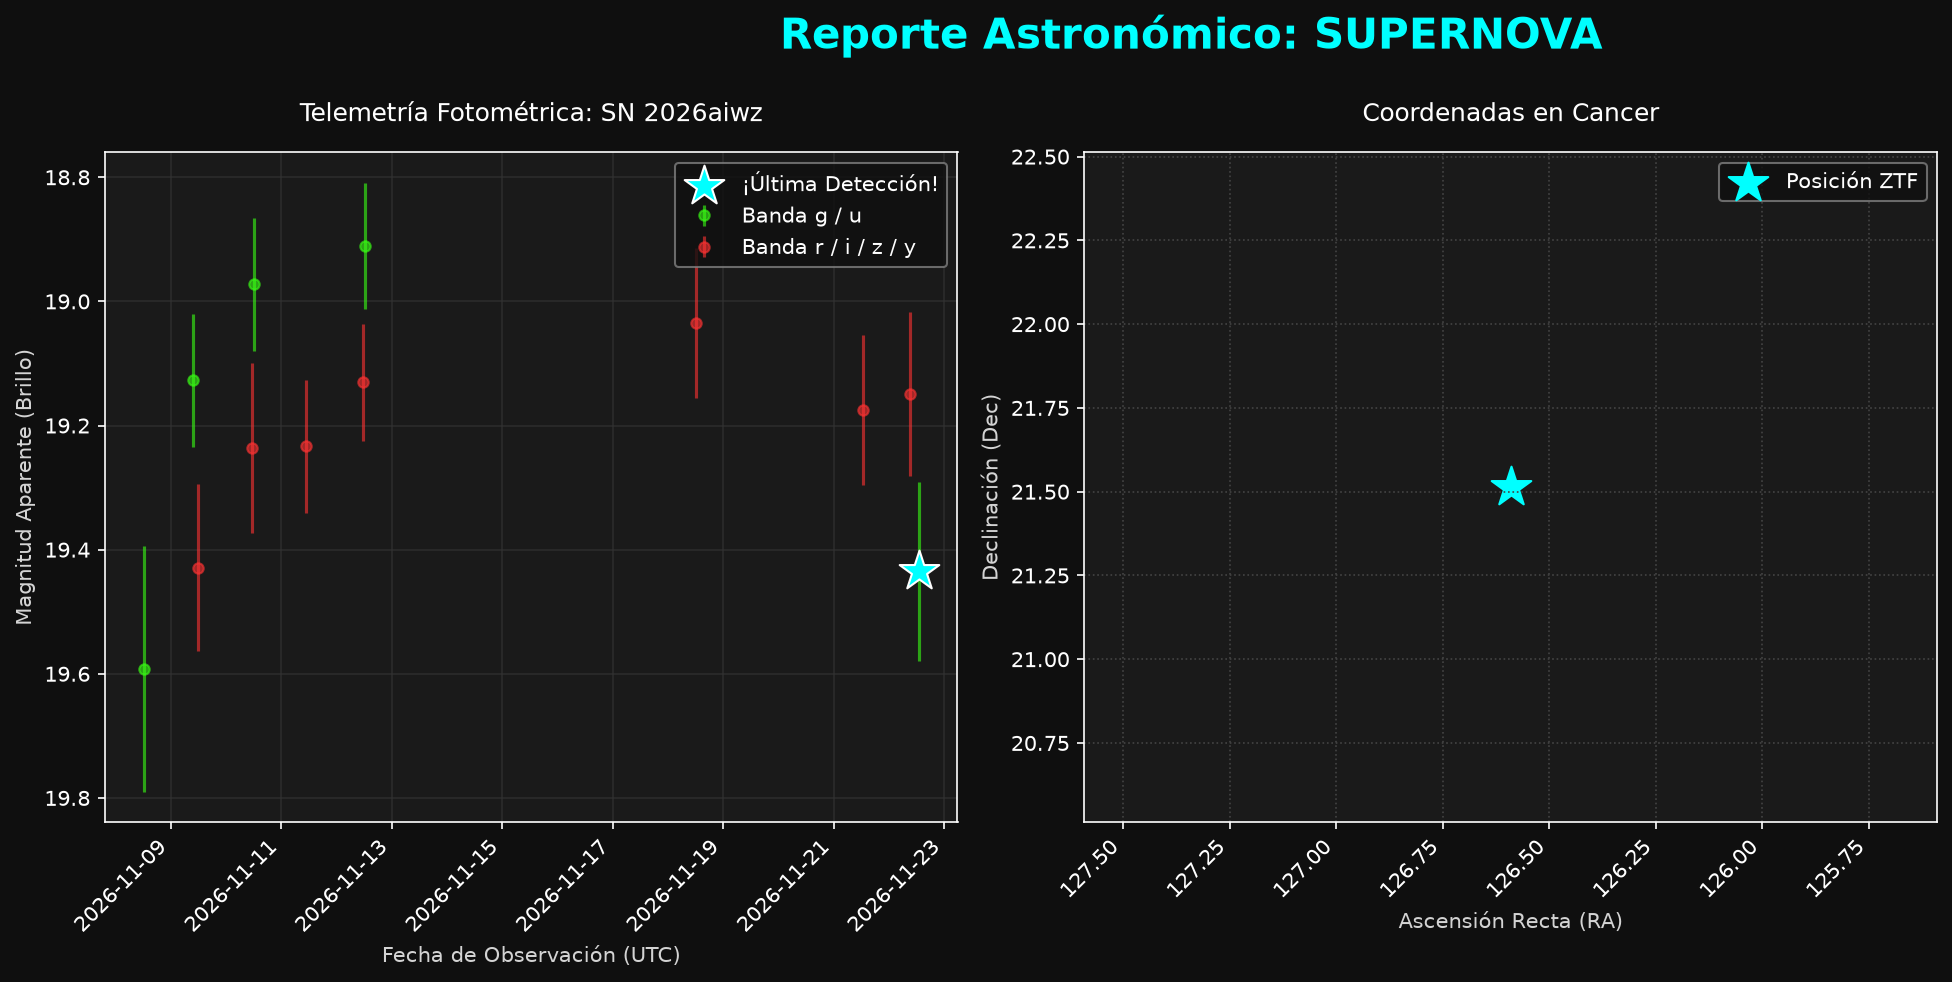 Reporte Astronómico: SUPERNOVA
Telemetría Fotométrica: SN 2026aiwz
¡Última Detección!
Banda g / u
Banda r / i / z / y
Magnitud Aparente (Brillo)
18.8
19.0
19.2
19.4
19.6
19.8
2026-11-09
2026-11-11
2026-11-13
2026-11-15
2026-11-17
2026-11-19
2026-11-21
2026-11-23
Fecha de Observación (UTC)
Coordenadas en Cancer
Posición ZTF
Declinación (Dec)
22.50
22.25
22.00
21.75
21.50
21.25
21.00
20.75
127.50
127.25
127.00
126.75
126.50
126.25
126.00
125.75
Ascensión Recta (RA)